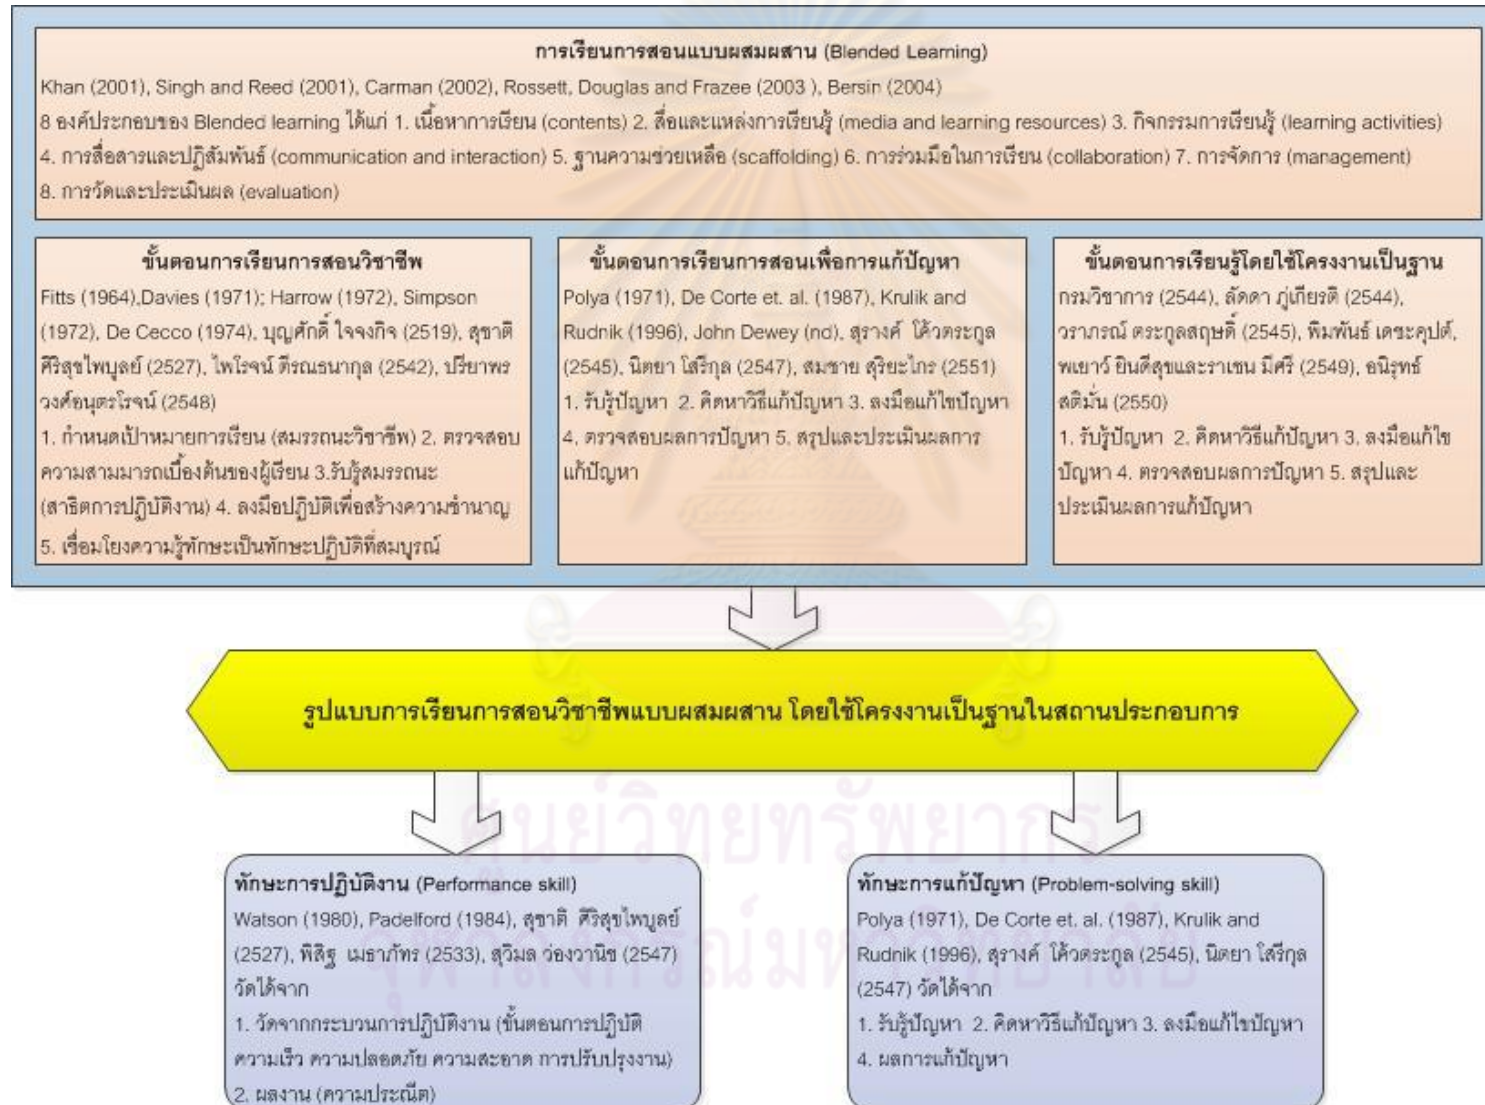 การเรียนการสอนแบบผสมผสาน (Blended Learning)
Khan (2001), Singh and Reed (2001), Carman (2002), Rossett, Douglas and Frazee (2003 ), Bersin (2004)
8 องค์ประกอบของ Blended learning ได้แก่ 1. เนื้อหาการเรียน (contents) 2. สื่อและแหล่งการเรียนรู้ (media and learning resources) 3. กิจกรรมการเรียนรู้ (learning activities)
4. การสื่อสารและปฏิสัมพันธ์ (communication and interaction) 5. ฐานความช่วยเหลือ (scaffolding) 6. การร่วมมือในการเรียน (collaboration) 7. การจัดการ (management)
8. การวัดและประเมินผล (evaluation)
ขั้นตอนการเรียนการสอนวิชาชีพ
Fitts (1964),Davies (1971); Harrow (1972), Simpson
(1972), De Cecco (1974), บุญศักดิ์ ใจจงกิจ (2519), สุชาติ
ศิริสุขไพบูลย์ (2527), ไพโรจน์ ตีรณธนากุล (2542), ปรียาพร
วงศ์อนุตรโรจน์ (2548)
1. กำหนดเป้าหมายการเรียน (สมรรถนะวิชาชีพ) 2. ตรวจสอบ
ความสามมารถเบื้องต้นของผู้เรียน 3.รับรู้สมรรถนะ
(สาธิตการปฏิบัติงาน) 4. ลงมือปฏิบัติเพื่อสร้างความชำนาญ
5. เชื่อมโยงความรู้ทักษะเป็นทักษะปฏิบัติที่สมบูรณ์
ขั้นตอนการเรียนการสอนเพื่อการแก้ปัญหา
Polya (1971), De Corte et. al. (1987), Krulik and
Rudnik (1996), John Dewey (nd), สุรางค์ โค้วตระกูล
(2545), นิตยา โสรีกุล (2547), สมชาย สุริยะไกร (2551)
1. รับรู้ปัญหา 2. คิดหาวิธีแก้ปัญหา 3. ลงมือแก้ไขปัญหา
4. ตรวจสอบผลการปัญหา 5. สรุปและประเมินผลการ
แก้ปัญหา
ขั้นตอนการเรียนรู้โดยใช้โครงงานเป็นฐาน
กรมวิชาการ (2544), ลัดดา ภู่เกียรติ (2544),
วราภรณ์ ตระกูลสฤษดิ์ (2545), พิมพันธ์ เดชะคุปต์,
พเยาว์ ยินดีสุขและราเชน มีศรี (2549), อนิรุทธ์
สติมั่น (2550)
1. รับรู้ปัญหา 2. คิดหาวิธีแก้ปัญหา 3. ลงมือแก้ไข
ปัญหา 4. ตรวจสอบผลการปัญหา 5. สรุปและ
ประเมินผลการแก้ปัญหา
รูปแบบการเรียนการสอนวิชาชีพแบบผสมผสาน โดยใช้โครงงานเป็นฐานในสถานประกอบการ
ศูนย์วิทยทรัพยากร
จุฬาลงกรณ์มหาวิทยาลัย
ทักษะการปฏิบัติงาน (Performance skill)
Watson (1980), Padelford (1984), สุชาติ ศิริสุขไพบูลย์
(2527), พิสิฐ เมธาภัทร (2533), สุวิมล ว่องวานิช (2547)
วัดได้จาก
1. วัดจากกระบวนการปฏิบัติงาน (ขั้นตอนการปฏิบัติ
ความเร็ว ความปลอดภัย ความสะอาด การปรับปรุงงาน)
2. ผลงาน (ความประณีต)
ทักษะการแก้ปัญหา (Problem-solving skill)
Polya (1971), De Corte et. al. (1987), Krulik and
Rudnik (1996), สุรางค์ โค้วตระกูล (2545), นิตยา โสรีกุล
(2547) วัดได้จาก
1. รับรู้ปัญหา 2. คิดหาวิธีแก้ปัญหา 3. ลงมือแก้ไขปัญหา
4. ผลการแก้ปัญหา